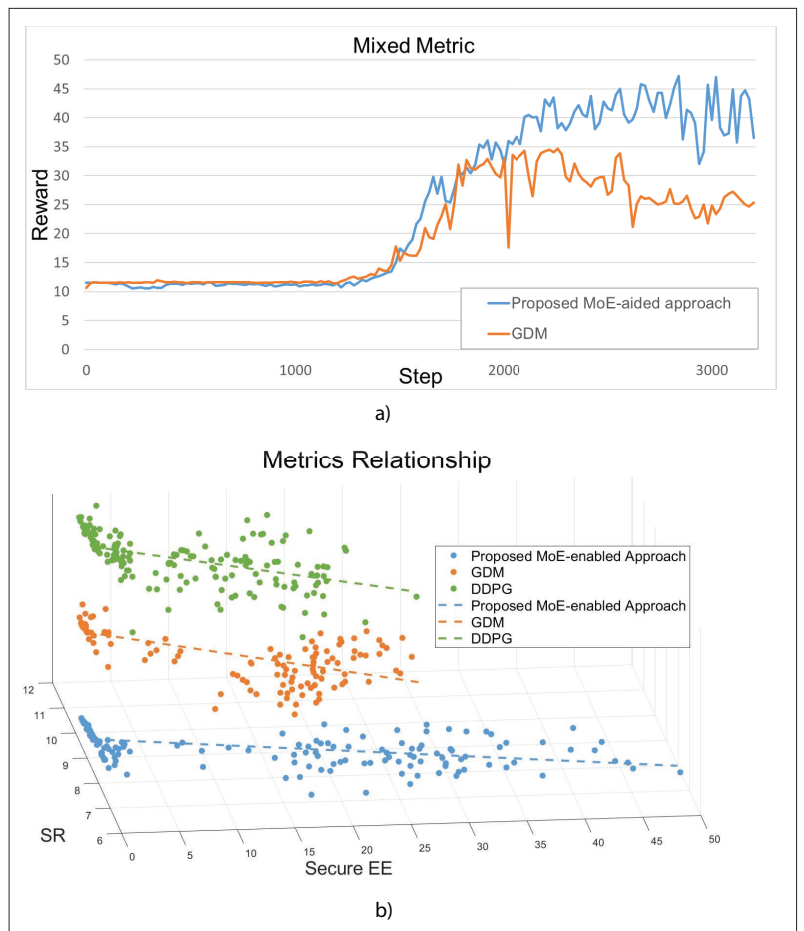 Mixed Metric
50
45
40
35
30
25
20
15
10
5
0
Reward
Proposed MoE-aided approach
GDM
0 1000 2000 3000
Step
a)
Metrics Relationship
Proposed MoE-enabled Approach
GDM
DDPG
Proposed MoE-enabled Approach
GDM
DDPG
12
11
10
9
8
7
6
SR
0 5 10 15 20 25 30 35 40 45 50
Secure EE
b)